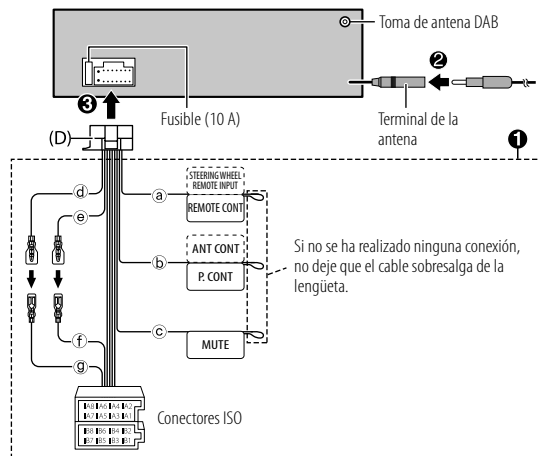 Toma de antena DAB
❷
❸
Fusible (10 A)
Terminal de la
antena
❶
(D)
ⓓ
ⓔ
ⓐ
STEERING WHEEL
REMOTE INPUT
REMOTE CONT
ANT CONT
ⓑ
P. CONT
Si no se ha realizado ninguna conexión,
no deje que el cable sobresalga de la
lengüeta.
ⓒ
MUTE
ⓕ
ⓖ
Conectores ISO
A8 A6 A4 A2
A7 A5 A3 A1
B8 B6 B4 B2
B7 B5 B3 B1